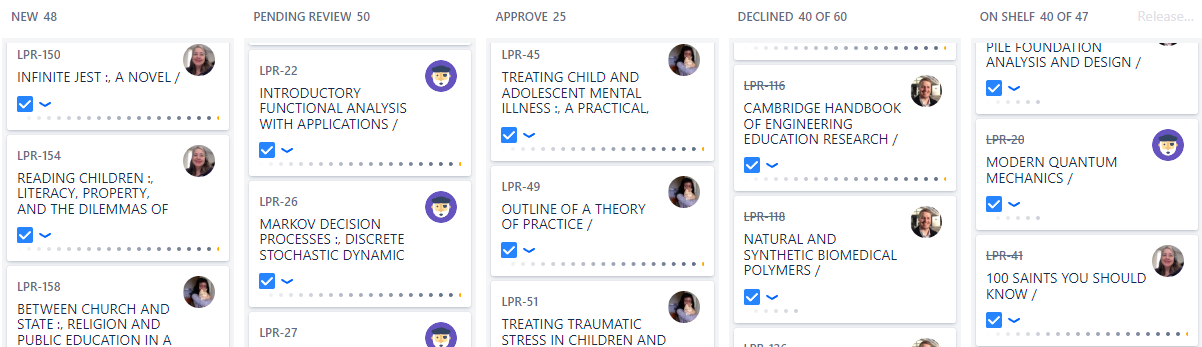 NEW 48
LPR-150
INFINITE JEST :, A NOVEL /
LPR-154
READING CHILDREN :,
LITERACY, PROPERTY,
AND THE DILEMMAS OF
LPR-158
BETWEEN CHURCH AND
STATE :, RELIGION AND
PUBLIC EDUCATION IN A
PENDING REVIEW 50
LPR-22
INTRODUCTORY
FUNCTIONAL ANALYSIS
WITH APPLICATIONS /
LPR-26
MARKOV DECISION
PROCESSES :, DISCRETE
STOCHASTIC DYNAMIC
LPR-27
APPROVE 25
LPR-45
TREATING CHILD AND
ADOLESCENT MENTAL
ILLNESS :, A PRACTICAL,
LPR-49
OUTLINE OF A THEORY
OF PRACTICE /
LPR-51
TREATING TRAUMATIC
STRESS IN CHILDREN AND
DECLINED 40 OF 60
LPR-116
CAMBRIDGE HANDBOOK
OF ENGINEERING
EDUCATION RESEARCH /
LPR-118
NATURAL AND
SYNTHETIC BIOMEDICAL
POLYMERS /
ON SHELF 40 OF 47 Release...
PILE FOUNDATION
ANALYSIS AND DESIGN /
LPR-20
MODERN QUANTUM
MECHANICS /
LPR-41
100 SAINTS YOU SHOULD
KNOW /